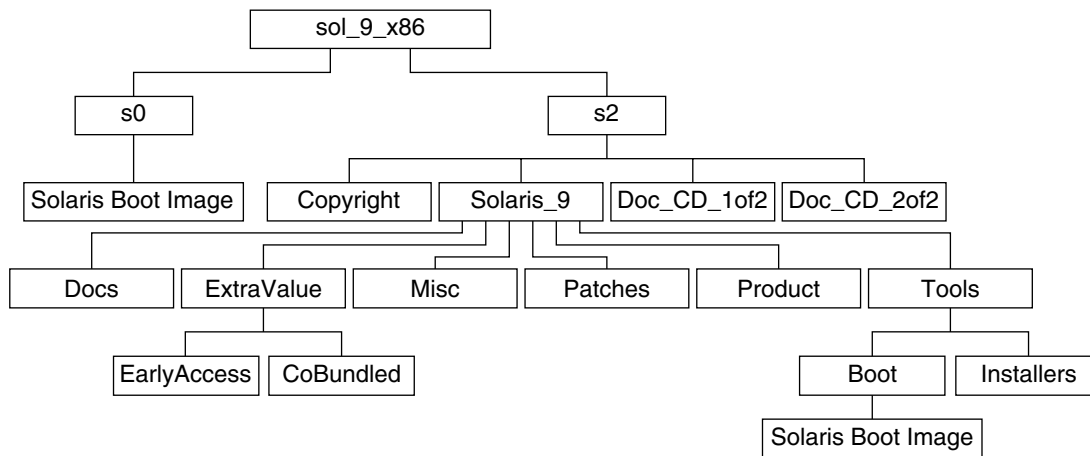 sol_9_x86
s0
s2
Solaris Boot Image
Copyright
Solaris_9
Doc_CD_1of2
Doc_CD_2of2
Docs
ExtraValue
Misc
Patches
Product
Tools
EarlyAccess
CoBundled
Boot
Installers
Solaris Boot Image